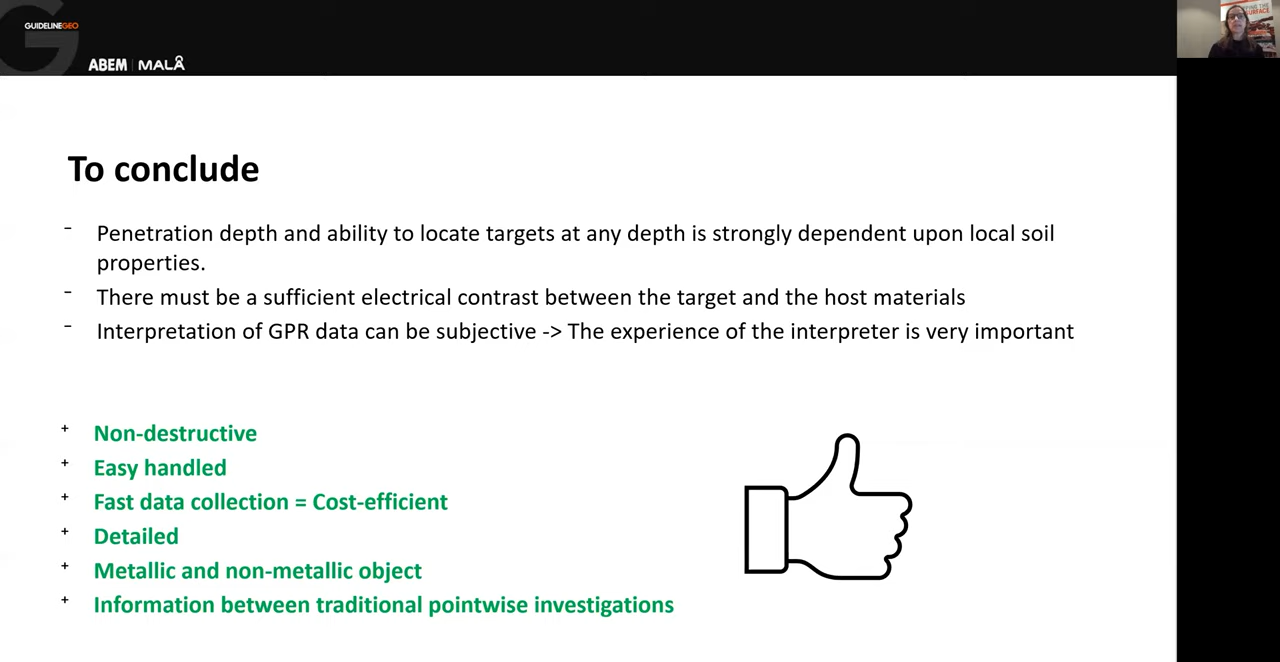 GUIDELINEGEO
ABEM | MALÅ
To conclude
- Penetration depth and ability to locate targets at any depth is strongly dependent upon local soil
properties.
- There must be a sufficient electrical contrast between the target and the host materials
- Interpretation of GPR data can be subjective -> The experience of the interpreter is very important
+ Non-destructive
+ Easy handled
+ Fast data collection = Cost-efficient
+ Detailed
+ Metallic and non-metallic object
+ Information between traditional pointwise investigations
THE
SURFACE